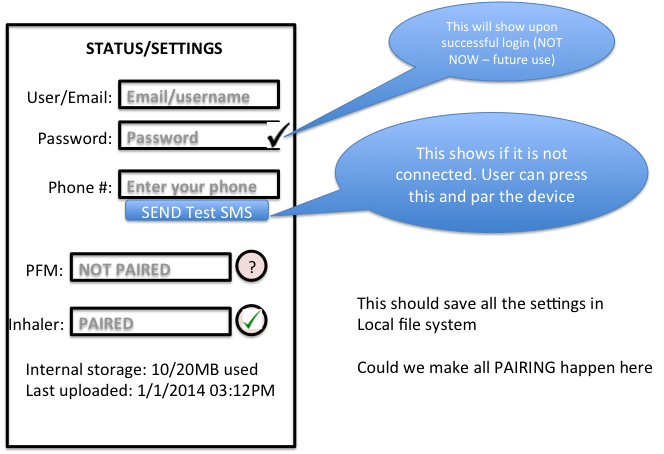 STATUS/SETTINGS
User/Email: Email/username
Password: Password
Phone #: Enter your phone
SEND Test SMS
PFM: NOT PAIRED ?
Inhaler: PAIRED
Internal storage: 10/20MB used
Last uploaded: 1/1/2014 03:12PM
This will show upon
successful login (NOT
NOW – future use)
This shows if it is not
connected. User can press
this and par the device
This should save all the settings in
Local file system
Could we make all PAIRING happen here